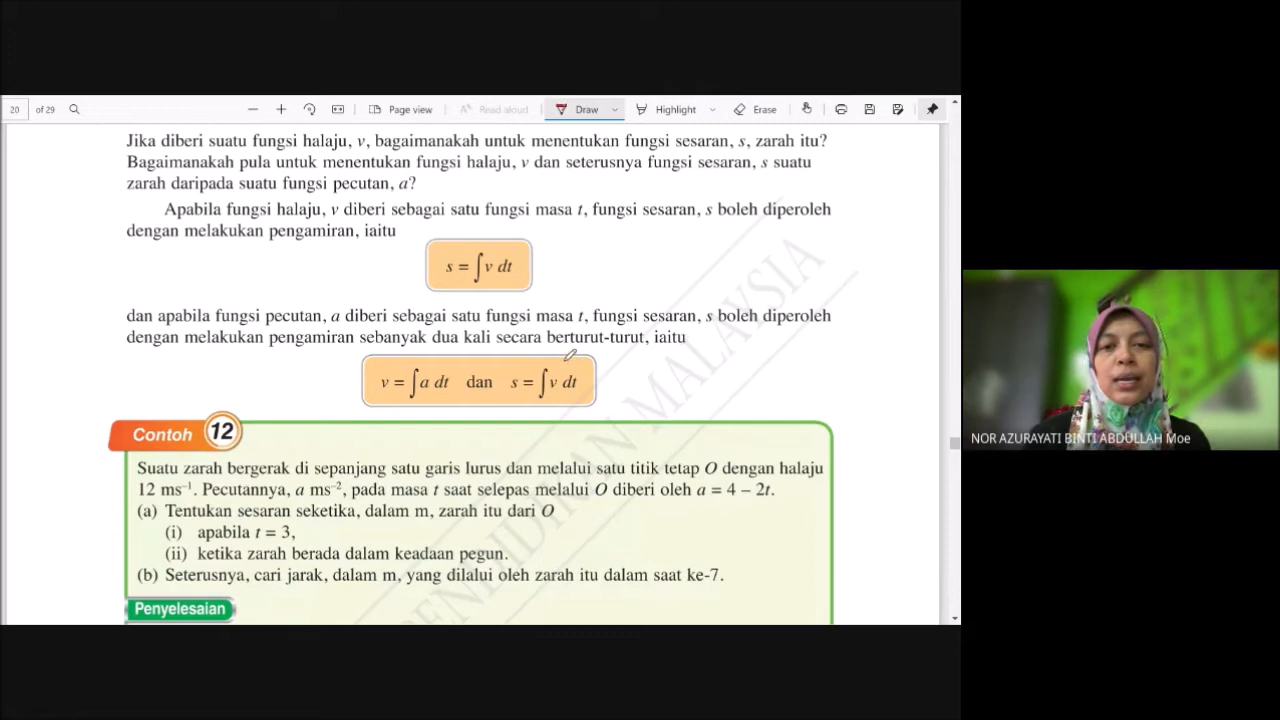 20 of 29 Page view Read aloud Draw Highlight Erase
Jika diberi suatu fungsi halaju, v, bagaimanakah untuk menentukan fungsi sesaran, s, zarah itu?
Bagaimanakah pula untuk menentukan fungsi halaju, v dan seterusnya fungsi sesaran, s suatu
zarah daripada suatu fungsi pecutan, a?
Apabila fungsi halaju, v diberi sebagai satu fungsi masa t, fungsi sesaran, s boleh diperoleh
dengan melakukan pengamiran, iaitu
s = ∫v dt
dan apabila fungsi pecutan, a diberi sebagai satu fungsi masa t, fungsi sesaran, s boleh diperoleh
dengan melakukan pengamiran sebanyak dua kali secara berturut-turut, iaitu
v = ∫a dt dan s = ∫v dt
Contoh 12
Suatu zarah bergerak di sepanjang satu garis lurus dan melalui satu titik tetap O dengan halaju
12 ms⁻¹. Pecutannya, a ms⁻², pada masa t saat selepas melalui O diberi oleh a = 4 – 2t.
(a) Tentukan sesaran seketika, dalam m, zarah itu dari O
(i) apabila t = 3,
(ii) ketika zarah berada dalam keadaan pegun.
(b) Seterusnya, cari jarak, dalam m, yang dilalui oleh zarah itu dalam saat ke-7.
Penyelesaian
PENDIDIKAN MALAYSIA
NOR AZURAYATI BINTI ABDULLAH Moe